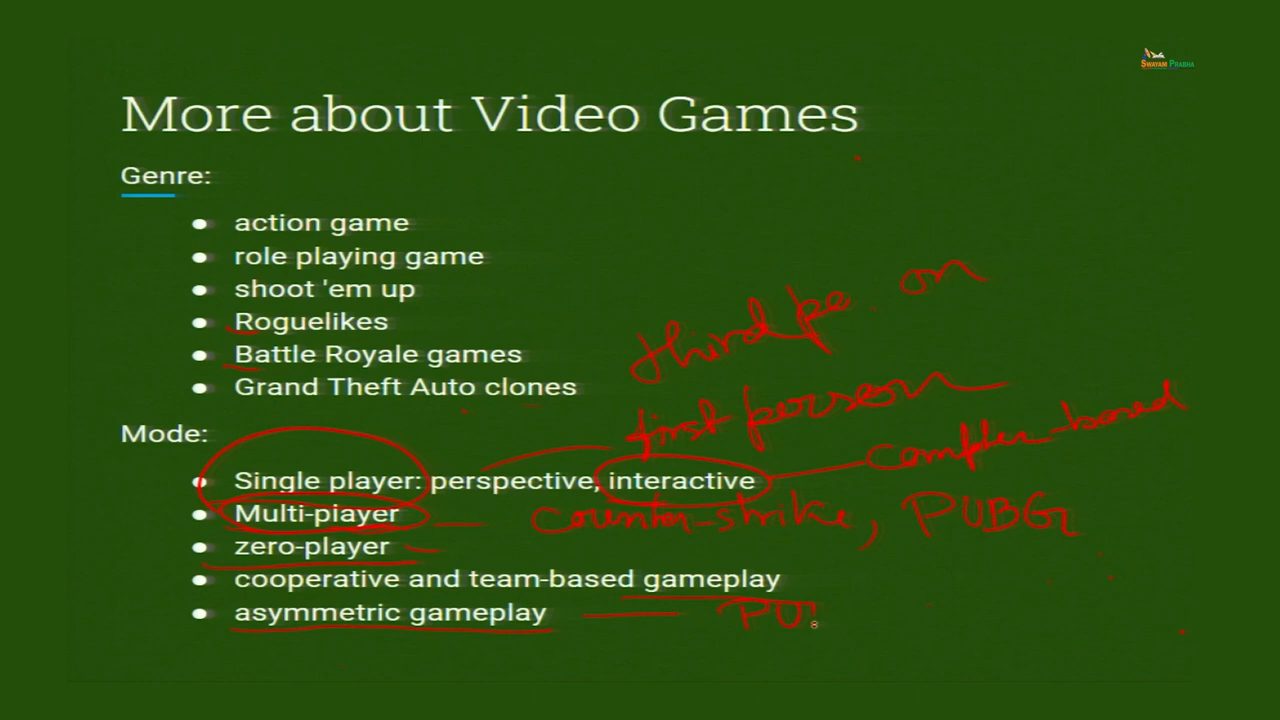 SWAYAM PRABHA
More about Video Games
Genre:
● action game
● role playing game
● shoot 'em up
● Roguelikes
● Battle Royale games
● Grand Theft Auto clones
third pe on
first person
Mode:
computer-based
● Single player: perspective, interactive
● Multi-player counter-strike, PUBG
● zero-player
● cooperative and team-based gameplay
● asymmetric gameplay PU